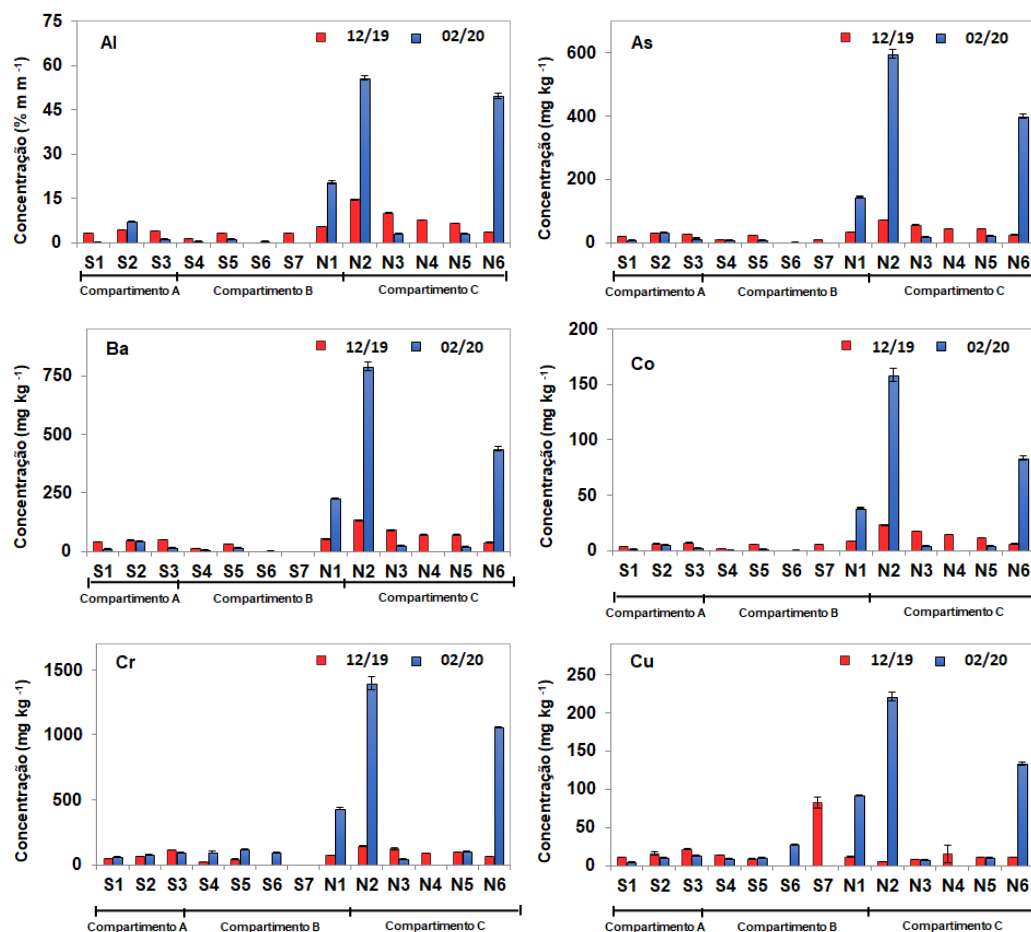 Al
12/19 02/20
Concentração (% m m ⁻¹)
75
60
45
30
15
0
S1 S2 S3 S4 S5 S6 S7 N1 N2 N3 N4 N5 N6
Compartimento A Compartimento B Compartimento C
As
12/19 02/20
Concentração (mg kg ⁻¹)
600
400
200
0
S1 S2 S3 S4 S5 S6 S7 N1 N2 N3 N4 N5 N6
Compartimento A Compartimento B Compartimento C
Ba
12/19 02/20
Concentração (mg kg ⁻¹)
750
500
250
0
S1 S2 S3 S4 S5 S6 S7 N1 N2 N3 N4 N5 N6
Compartimento A Compartimento B Compartimento C
Co
12/19 02/20
Concentração (mg kg ⁻¹)
200
150
100
50
0
S1 S2 S3 S4 S5 S6 S7 N1 N2 N3 N4 N5 N6
Compartimento A Compartimento B Compartimento C
Cr
12/19 02/20
Concentração (mg kg ⁻¹)
1500
1000
500
0
S1 S2 S3 S4 S5 S6 S7 N1 N2 N3 N4 N5 N6
Compartimento A Compartimento B Compartimento C
Cu
12/19 02/20
Concentração (mg kg ⁻¹)
250
200
150
100
50
0
S1 S2 S3 S4 S5 S6 S7 N1 N2 N3 N4 N5 N6
Compartimento A Compartimento B Compartimento C